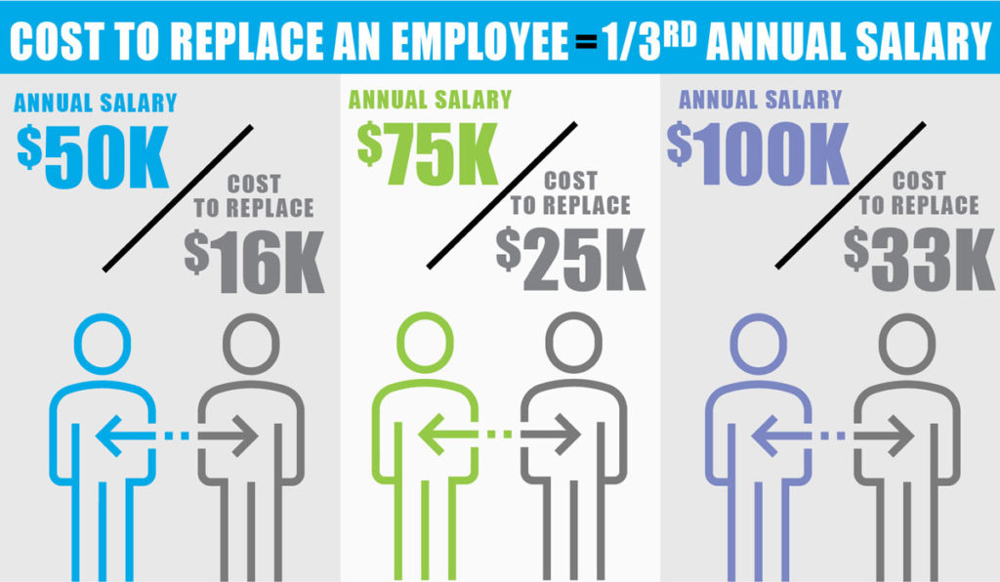 COST TO REPLACE AN EMPLOYEE = 1/3RD ANNUAL SALARY
ANNUAL SALARY
$50K
COST
TO REPLACE
$16K
ANNUAL SALARY
$75K
COST
TO REPLACE
$25K
ANNUAL SALARY
$100K
COST
TO REPLACE
$33K